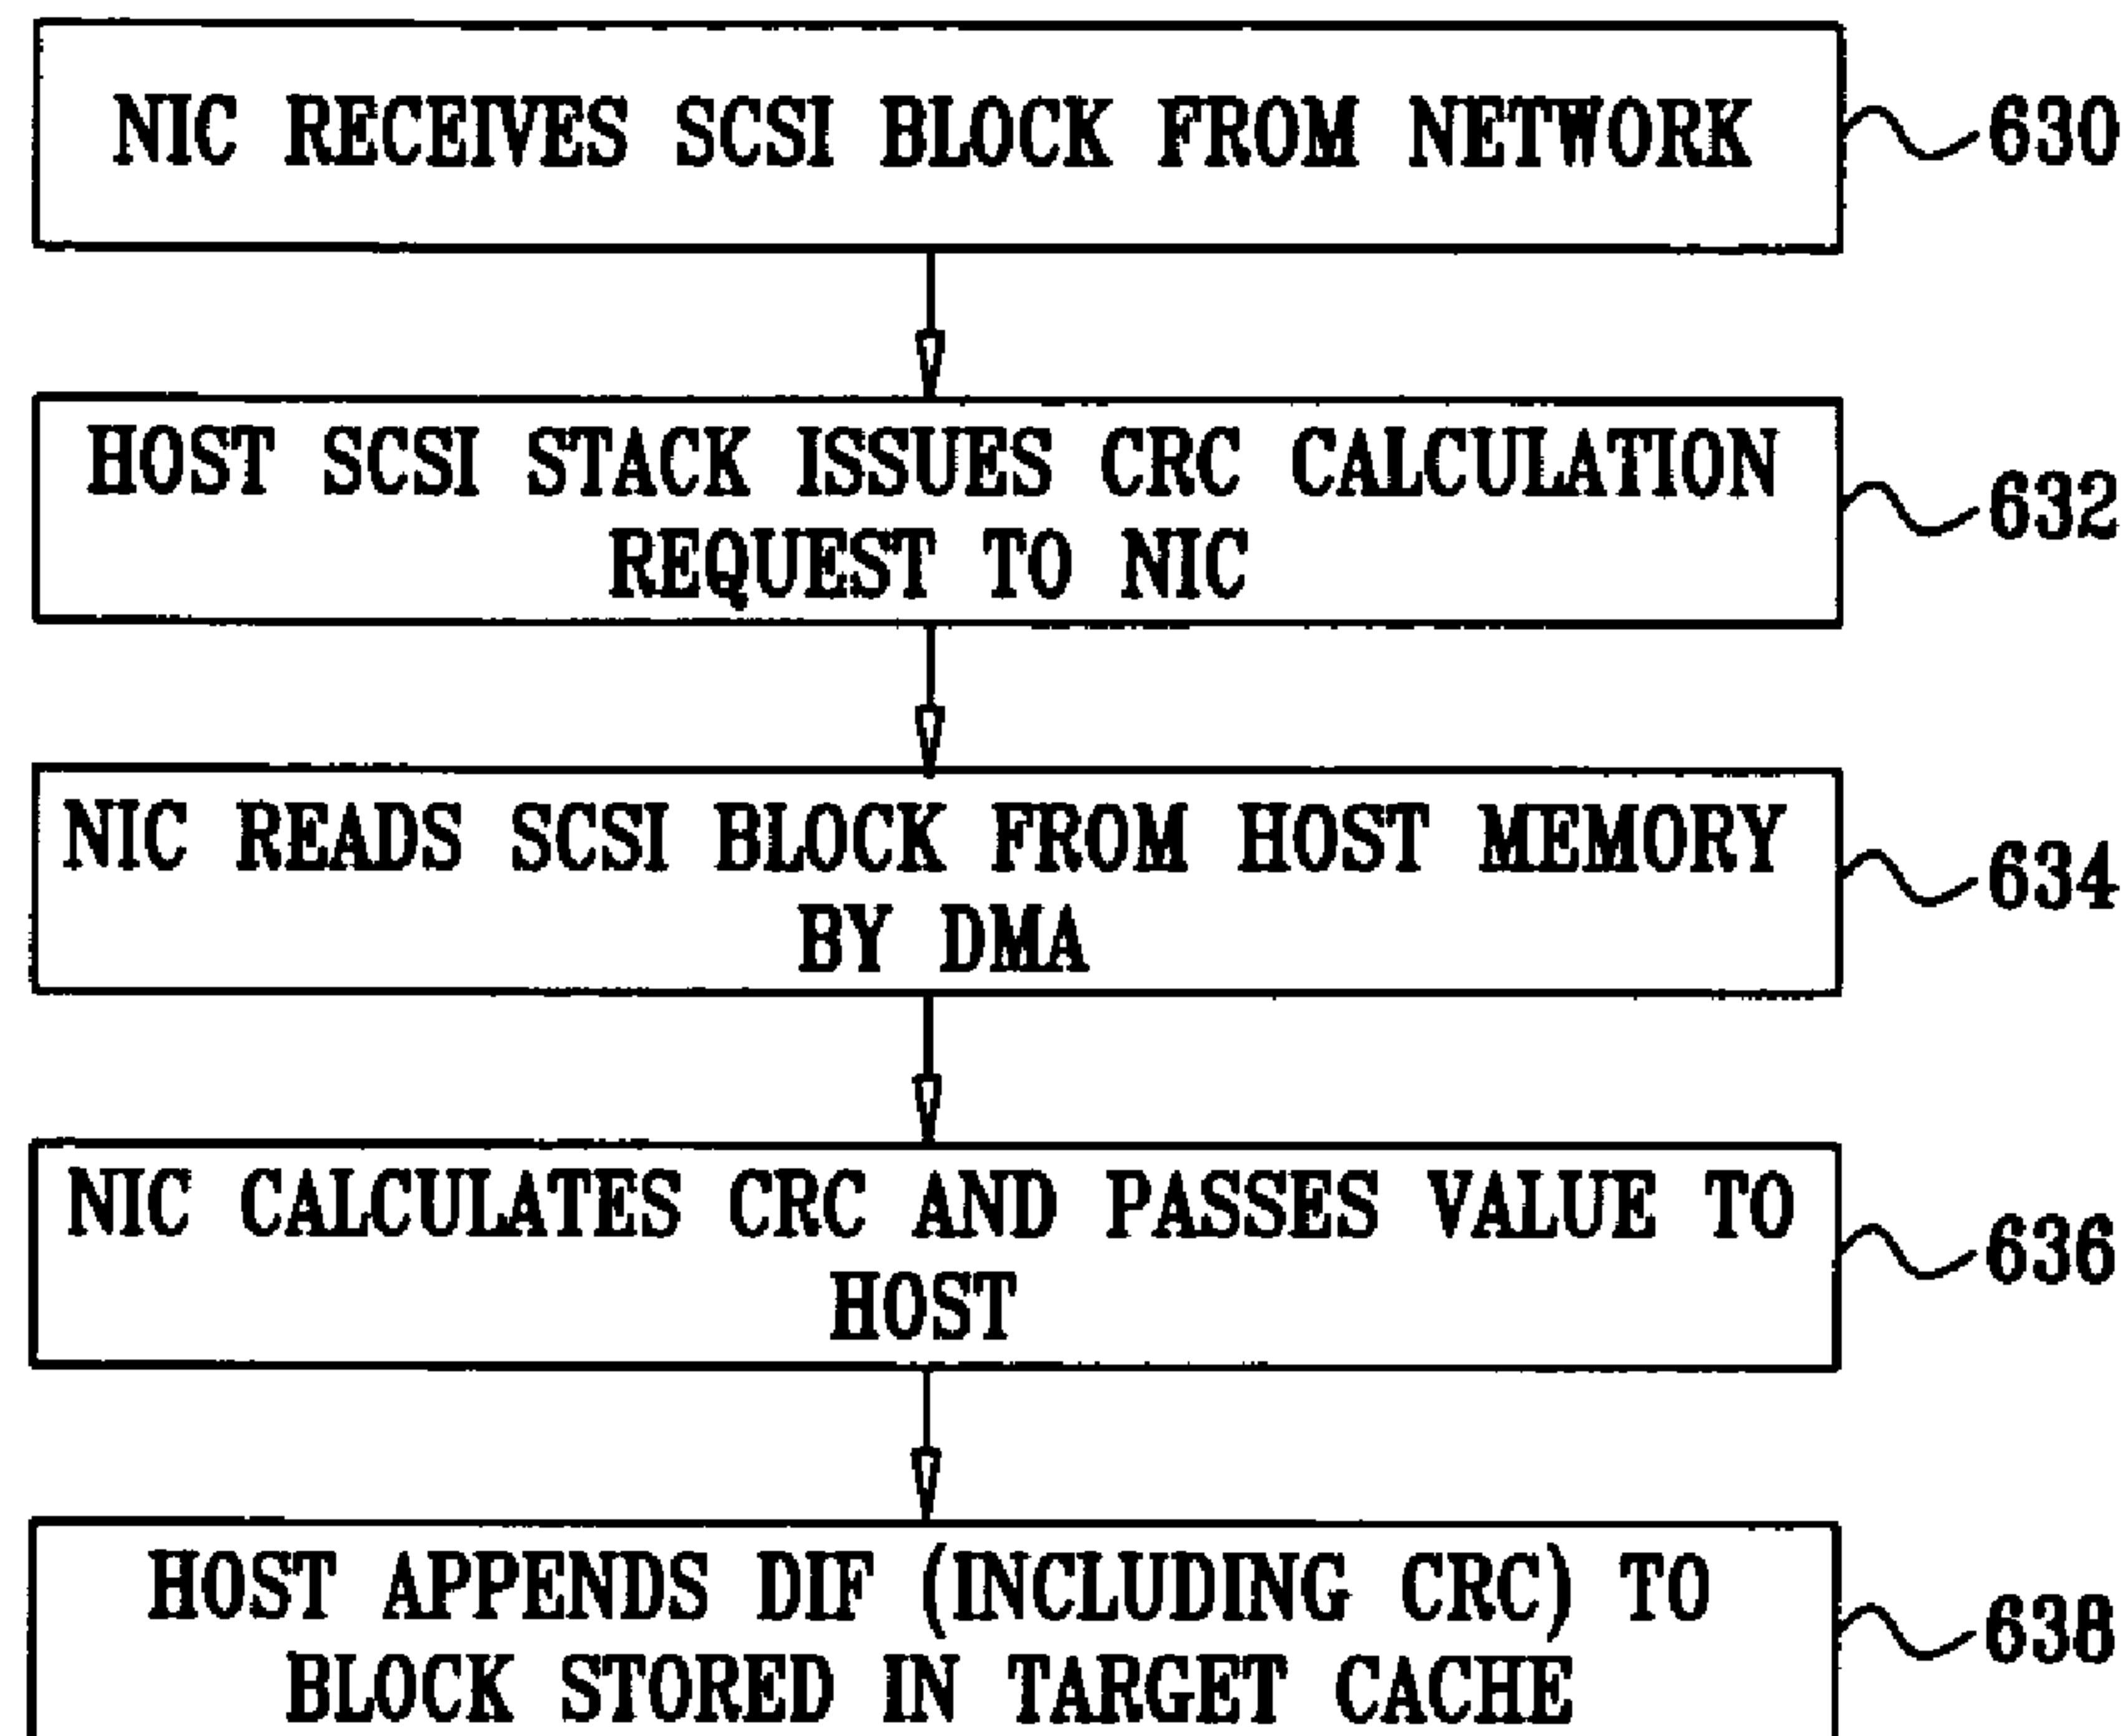 NIC RECEIVES SCSI BLOCK FROM NETWORK
630
HOST SCSI STACK ISSUES CRC CALCULATION
REQUEST TO NIC
632
NIC READS SCSI BLOCK FROM HOST MEMORY
BY DMA
634
NIC CALCULATES CRC AND PASSES VALUE TO
HOST
636
HOST APPENDS DIF (INCLUDING CRC) TO
BLOCK STORED IN TARGET CACHE
638